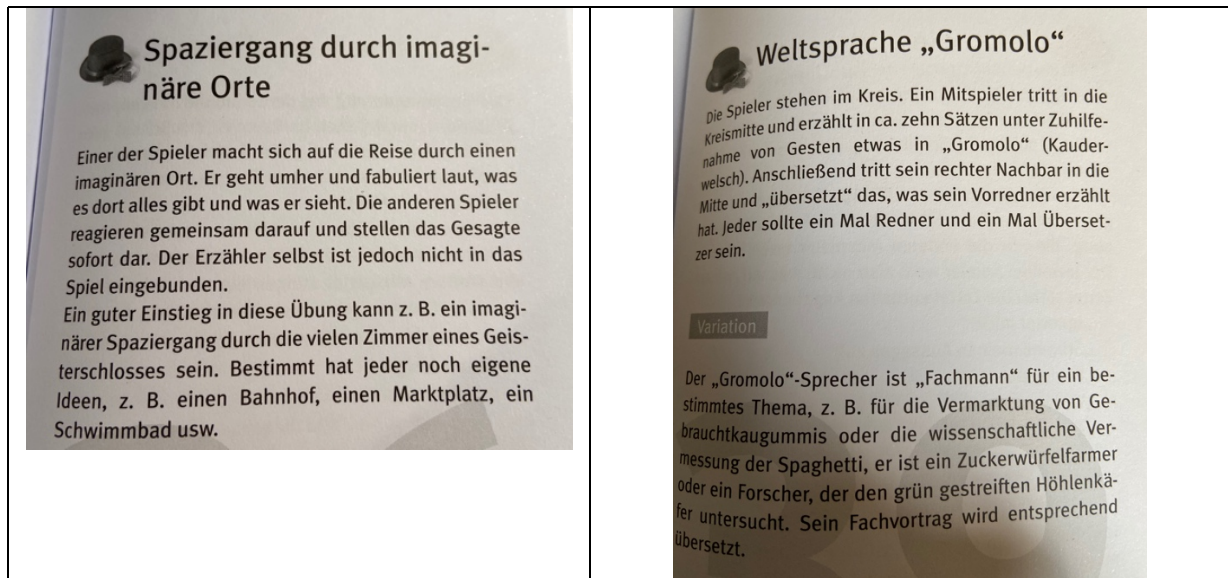 Spaziergang durch imagi-
näre Orte
Einer der Spieler macht sich auf die Reise durch einen
imaginären Ort. Er geht umher und fabuliert laut, was
es dort alles gibt und was er sieht. Die anderen Spieler
reagieren gemeinsam darauf und stellen das Gesagte
sofort dar. Der Erzähler selbst ist jedoch nicht in das
Spiel eingebunden.
Ein guter Einstieg in diese Übung kann z. B. ein imagi-
närer Spaziergang durch die vielen Zimmer eines Geis-
terschlosses sein. Bestimmt hat jeder noch eigene
Ideen, z. B. einen Bahnhof, einen Marktplatz, ein
Schwimmbad usw.
Weltsprache „Gromolo“
Die Spieler stehen im Kreis. Ein Mitspieler tritt in die
Kreismitte und erzählt in ca. zehn Sätzen unter Zuhilfe-
nahme von Gesten etwas in „Gromolo“ (Kauder-
welsch). Anschließend tritt sein rechter Nachbar in die
Mitte und „übersetzt“ das, was sein Vorredner erzählt
hat. Jeder sollte ein Mal Redner und ein Mal Überset-
zer sein.
Variation
Der „Gromolo“-Sprecher ist „Fachmann“ für ein be-
stimmtes Thema, z. B. für die Vermarktung von Ge-
brauchtkaugummis oder die wissenschaftliche Ver-
messung der Spaghetti, er ist ein Zuckerwürfelfarmer
oder ein Forscher, der den grün gestreiften Höhlenkä-
fer untersucht. Sein Fachvortrag wird entsprechend
übersetzt.